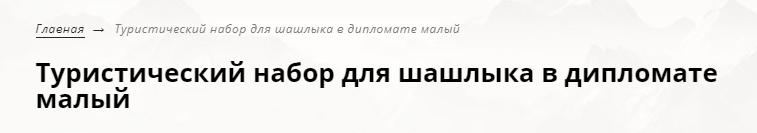 Главная → Туристический набор для шашлыка в дипломате малый
Туристический набор для шашлыка в дипломате
малый